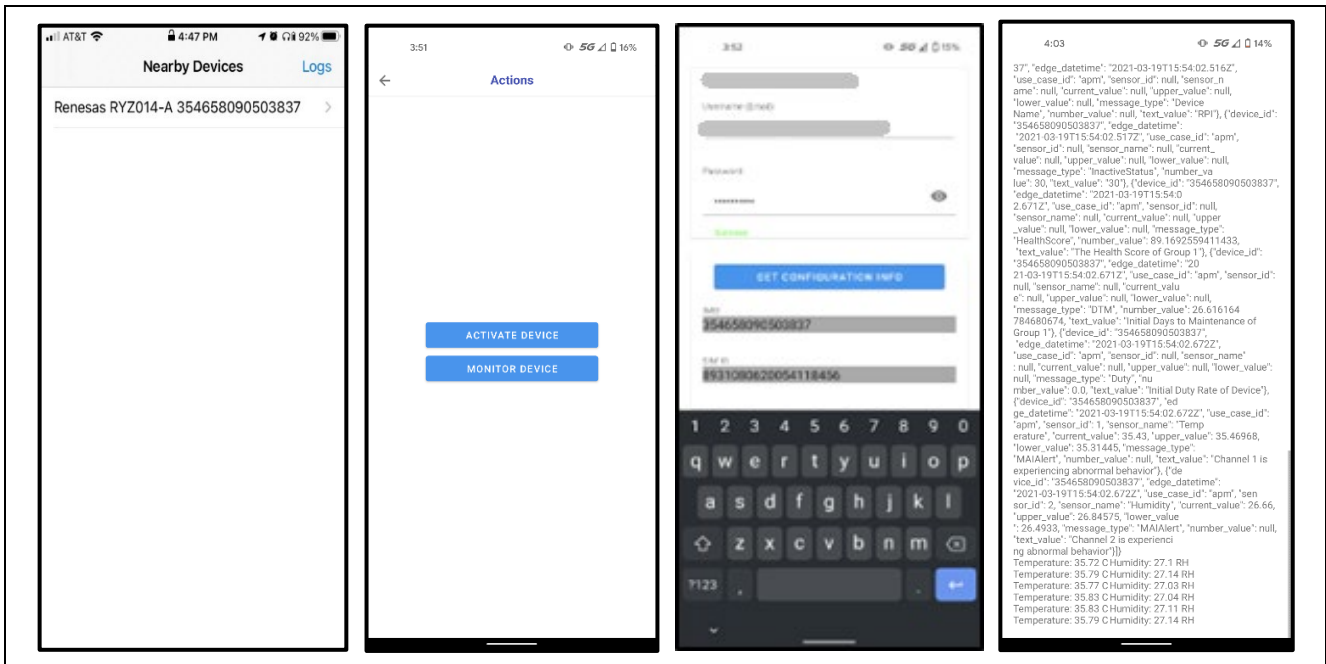 AT&T 4:47 PM 92%
Nearby Devices Logs
Renesas RYZ014-A 354658090503837
3:51 5G 16%
Actions
ACTIVATE DEVICE
MONITOR DEVICE
3:52 5G 15%
Username (Email)
Password
Success
GET CONFIGURATION INFO
IMEI
354658090503837
SIM ID
8931080620054118456
1 2 3 4 5 6 7 8 9 0
q w e r t y u i o p
a s d f g h j k l
z x c v b n m
?123 , .
4:03 5G 14%
37", "edge_datetime": "2021-03-19T15:54:02.516Z",
"use_case_id": "apm", "sensor_id": null, "sensor_n
ame": null, "current_value": null, "upper_value": null,
"lower_value": null, "message_type": "Device
Name", "number_value": null, "text_value": "RPI"}, {"device_id":
"354658090503837", "edge_datetime":
"2021-03-19T15:54:02.517Z", "use_case_id": "apm",
"sensor_id": null, "sensor_name": null, "current_
value": null, "upper_value": null, "lower_value": null,
"message_type": "InactiveStatus", "number_va
lue": 30, "text_value": "30"}, {"device_id": "354658090503837",
"edge_datetime": "2021-03-19T15:54:0
2.671Z", "use_case_id": "apm", "sensor_id": null,
"sensor_name": null, "current_value": null, "upper
_value": null, "lower_value": null, "message_type":
"HealthScore", "number_value": 89.1692559411433,
"text_value": "The Health Score of Group 1"}, {"device_id":
"354658090503837", "edge_datetime": "20
21-03-19T15:54:02.671Z", "use_case_id": "apm", "sensor_id":
null, "sensor_name": null, "current_valu
e": null, "upper_value": null, "lower_value": null,
"message_type": "DTM", "number_value": 26.616164
784680674, "text_value": "Initial Days to Maintenance of
Group 1"}, {"device_id": "354658090503837",
"edge_datetime": "2021-03-19T15:54:02.672Z",
"use_case_id": "apm", "sensor_id": null, "sensor_name"
: null, "current_value": null, "upper_value": null, "lower_value":
null, "message_type": "Duty", "nu
mber_value": 0.0, "text_value": "Initial Duty Rate of Device"},
{"device_id": "354658090503837", "ed
ge_datetime": "2021-03-19T15:54:02.672Z", "use_case_id":
"apm", "sensor_id": 1, "sensor_name": "Temp
erature", "current_value": 35.43, "upper_value": 35.46968,
"lower_value": 35.31445, "message_type":
"MAIAlert", "number_value": null, "text_value": "Channel 1 is
experiencing abnormal behavior"}, {"de
vice_id": "354658090503837", "edge_datetime":
"2021-03-19T15:54:02.672Z", "use_case_id": "apm", "sen
sor_id": 2, "sensor_name": "Humidity", "current_value": 26.66,
"upper_value": 26.84575, "lower_value
": 26.4933, "message_type": "MAIAlert", "number_value": null,
"text_value": "Channel 2 is experienci
ng abnormal behavior"}]}
Temperature: 35.72 C Humidity: 27.1 RH
Temperature: 35.79 C Humidity: 27.14 RH
Temperature: 35.77 C Humidity: 27.03 RH
Temperature: 35.83 C Humidity: 27.04 RH
Temperature: 35.83 C Humidity: 27.11 RH
Temperature: 35.79 C Humidity: 27.14 RH